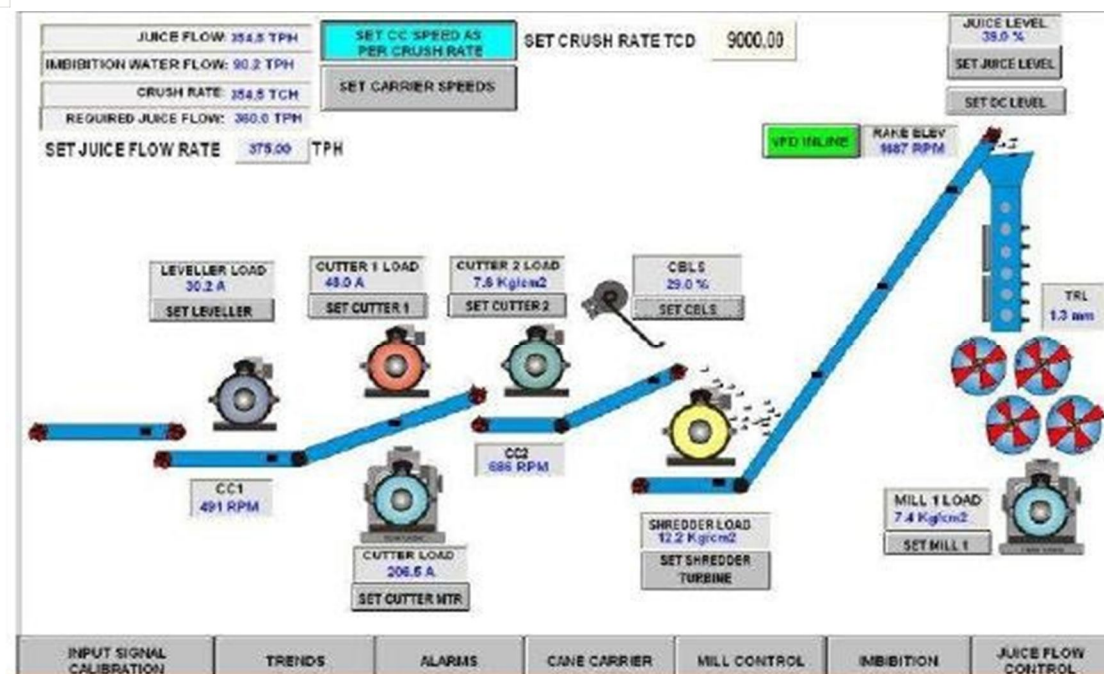 JUICE FLOW: 354.5 TPH
IMBIBITION WATER FLOW: 90.2 TPH
CRUSH RATE: 354.5 TCH
REQUIRED JUICE FLOW: 360.0 TPH
SET JUICE FLOW RATE 375.00 TPH
SET CC SPEED AS
PER CRUSH RATE
SET CARRIER SPEEDS
SET CRUSH RATE TCD 9000.00
JUICE LEVEL
39.0 %
SET JUICE LEVEL
SET DC LEVEL
VFD INLINE
RAKE ELEV
RPM
LEVELLER LOAD
30.2 A
SET LEVELLER
CUTTER 1 LOAD
48.0 A
SET CUTTER 1
CUTTER 2 LOAD
7.6 Kg/cm2
SET CUTTER 2
CBLS
29.0 %
SET CBLS
TRL
1.3 mm
CC1
491 RPM
CC2
686 RPM
CUTTER LOAD
206.5 A
SET CUTTER MTR
SHREDDER LOAD
12.2 Kg/cm2
SET SHREDDER
TURBINE
MILL 1 LOAD
7.4 Kg/cm2
SET MILL 1
INPUT SIGNAL
CALIBRATION
TRENDS
ALARMS
CANE CARRIER
MILL CONTROL
IMBIBITION
JUICE FLOW
CONTROL